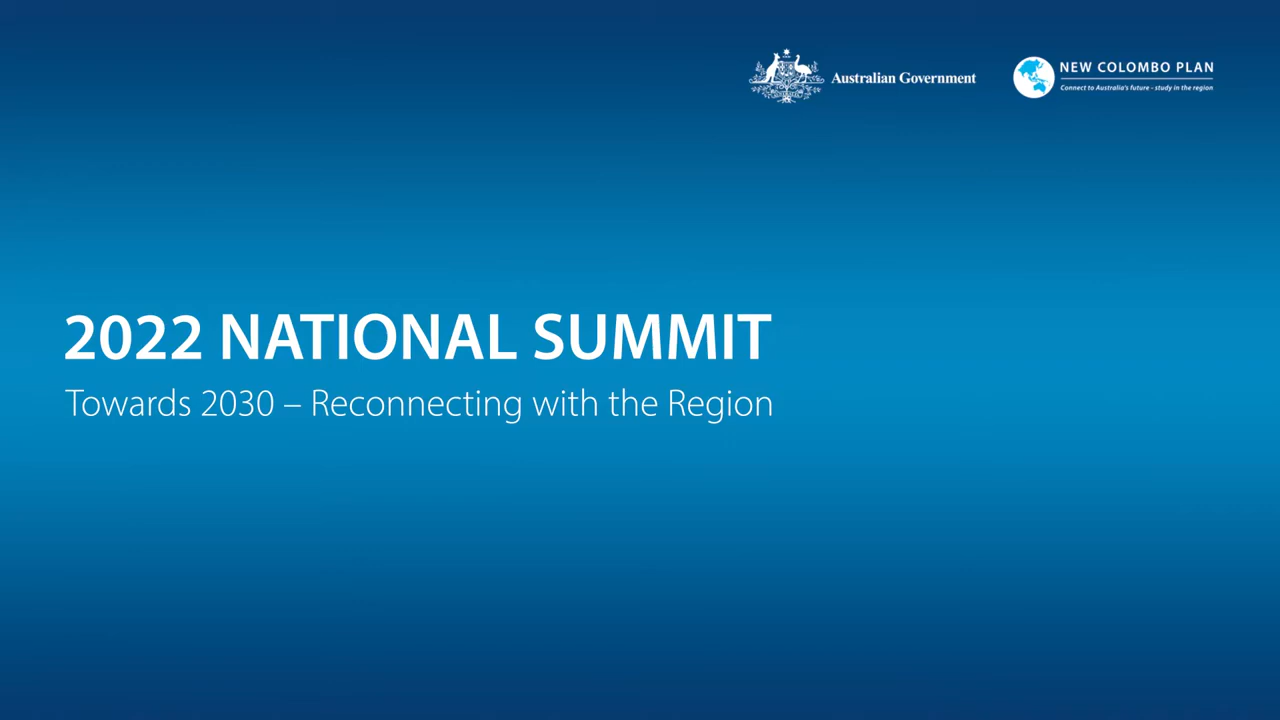 Australian Government
NEW COLOMBO PLAN
Connect to Australia's future - study in the region
2022 NATIONAL SUMMIT
Towards 2030 – Reconnecting with the Region